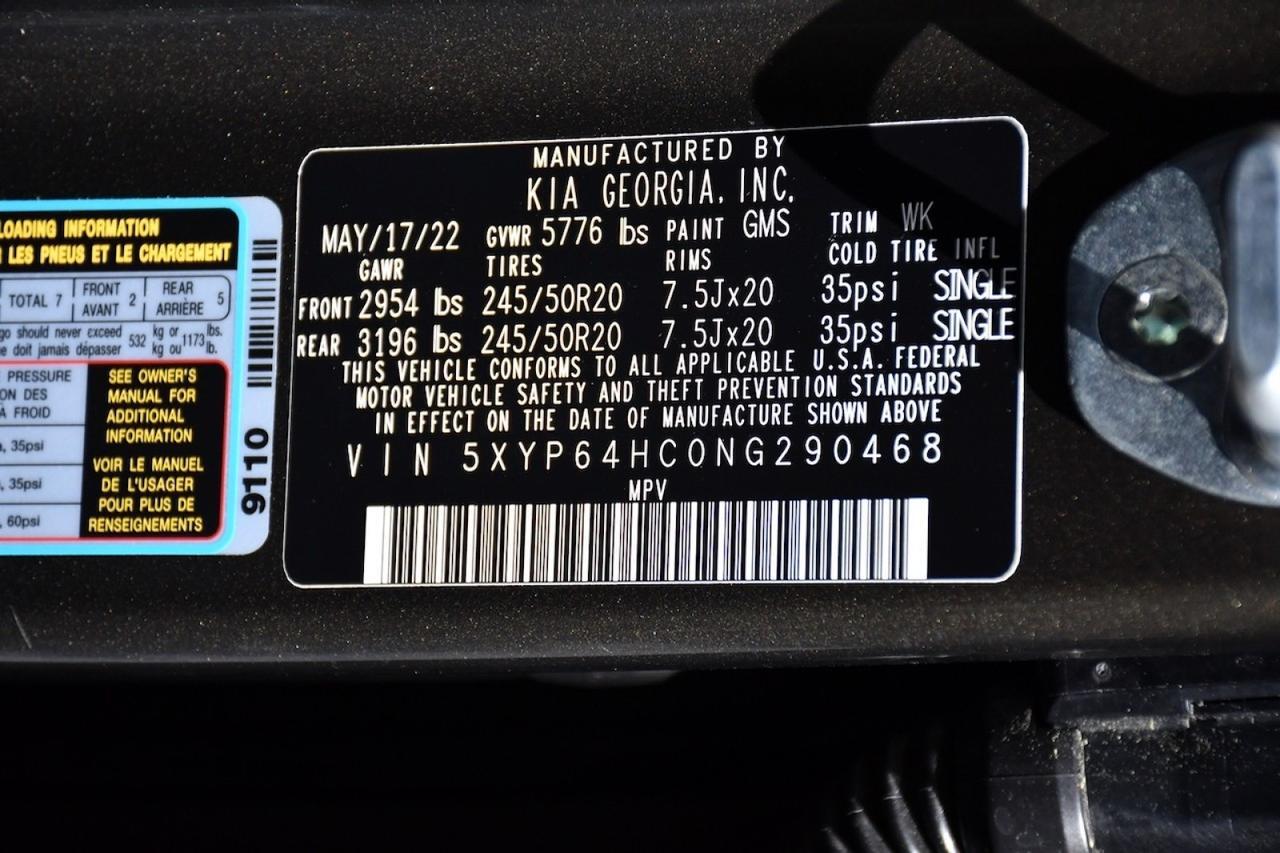 LOADING INFORMATION
LES PNEUS ET LE CHARGEMENT
TOTAL 7
FRONT
AVANT 2
REAR
ARRIÈRE 5
go should never exceed
doit jamais dépasser
532
kg or
kg ou
1173
lbs.
lb.
PRESSURE
ON DES
À FROID
35psi
35psi
60psi
SEE OWNER'S
MANUAL FOR
ADDITIONAL
INFORMATION
VOIR LE MANUEL
DE L'USAGER
POUR PLUS DE
RENSEIGNEMENTS
9110
MANUFACTURED BY
KIA GEORGIA, INC.
MAY/17/22 GVWR 5776 lbs PAINT GMS TRIM WK
GAWR TIRES RIMS COLD TIRE INFL
FRONT 2954 lbs 245/50R20 7.5Jx20 35psi SINGLE
REAR 3196 lbs 245/50R20 7.5Jx20 35psi SINGLE
THIS VEHICLE CONFORMS TO ALL APPLICABLE U.S.A. FEDERAL
MOTOR VEHICLE SAFETY AND THEFT PREVENTION STANDARDS
IN EFFECT ON THE DATE OF MANUFACTURE SHOWN ABOVE
VIN 5XYP64HC0NG290468
MPV